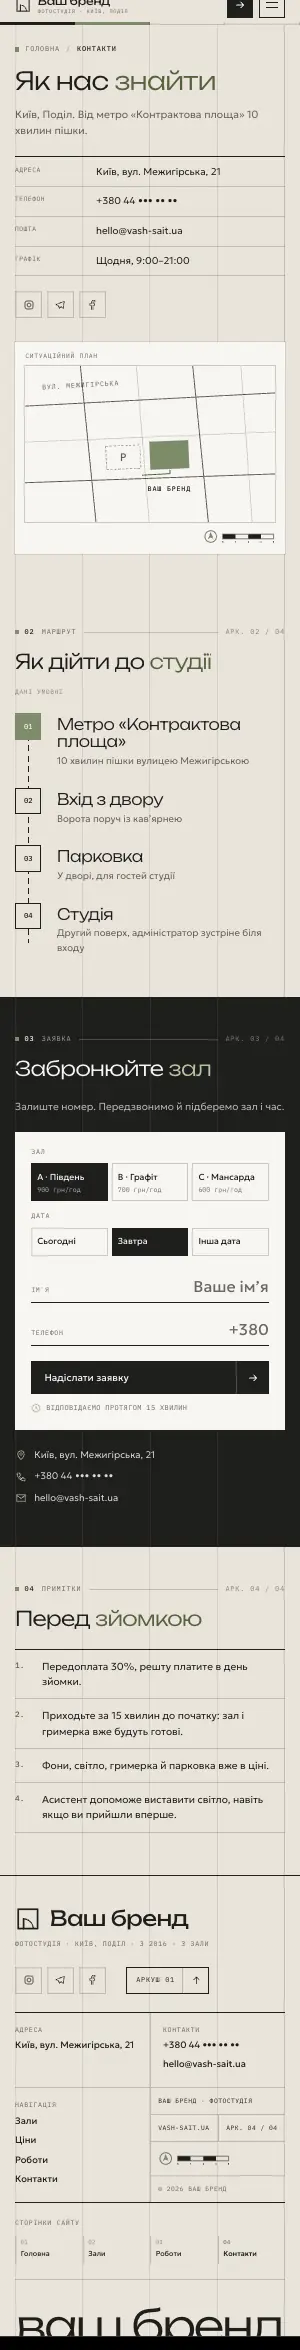 Ваш бренд
ФОТОСТУДІЯ · КИЇВ, ПОДІЛ
ГОЛОВНА / КОНТАКТИ
Як нас знайти
Київ, Поділ. Від метро «Контрактова площа» 10
хвилин пішки.
АДРЕСА Київ, вул. Межигірська, 21
ТЕЛЕФОН +380 44 ••• •• ••
ПОШТА hello@vash-sait.ua
ГРАФІК Щодня, 9:00–21:00
СИТУАЦІЙНИЙ ПЛАН
ВУЛ. МЕЖИГІРСЬКА
P
ВАШ БРЕНД
02 МАРШРУТ АРК. 02 / 04
Як дійти до студії
ДАНІ УМОВНІ
01 Метро «Контрактова
площа»
10 хвилин пішки вулицею Межигірською
02 Вхід з двору
Ворота поруч із кав’ярнею
03 Парковка
У дворі, для гостей студії
04 Студія
Другий поверх, адміністратор зустріне біля
входу
03 ЗАЯВКА АРК. 03 / 04
Забронюйте зал
Залиште номер. Передзвонимо й підберемо зал і час.
ЗАЛ
A · Південь B · Графіт C · Мансарда
900 грн/год 700 грн/год 600 грн/год
ДАТА
Сьогодні Завтра Інша дата
ІМ’Я Ваше ім’я
ТЕЛЕФОН +380
Надіслати заявку
ВІДПОВІДАЄМО ПРОТЯГОМ 15 ХВИЛИН
Київ, вул. Межигірська, 21
+380 44 ••• •• ••
hello@vash-sait.ua
04 ПРИМІТКИ АРК. 04 / 04
Перед зйомкою
1. Передоплата 30%, решту платите в день
зйомки.
2. Приходьте за 15 хвилин до початку: зал і
гримерка вже будуть готові.
3. Фони, світло, гримерка й парковка вже в ціні.
4. Асистент допоможе виставити світло, навіть
якщо ви прийшли вперше.
Ваш бренд
ФОТОСТУДІЯ · КИЇВ, ПОДІЛ · З 2016 · 3 ЗАЛИ
АРКУШ 01
АДРЕСА
Київ, вул. Межигірська, 21
КОНТАКТИ
+380 44 ••• •• ••
hello@vash-sait.ua
НАВІГАЦІЯ
Зали
Ціни
Роботи
Контакти
ВАШ БРЕНД · ФОТОСТУДІЯ
VASH-SAIT.UA АРК. 04 / 04
© 2026 ВАШ БРЕНД
СТОРІНКИ САЙТУ
01 02 03 04
Головна Зали Роботи Контакти
ваш бренд